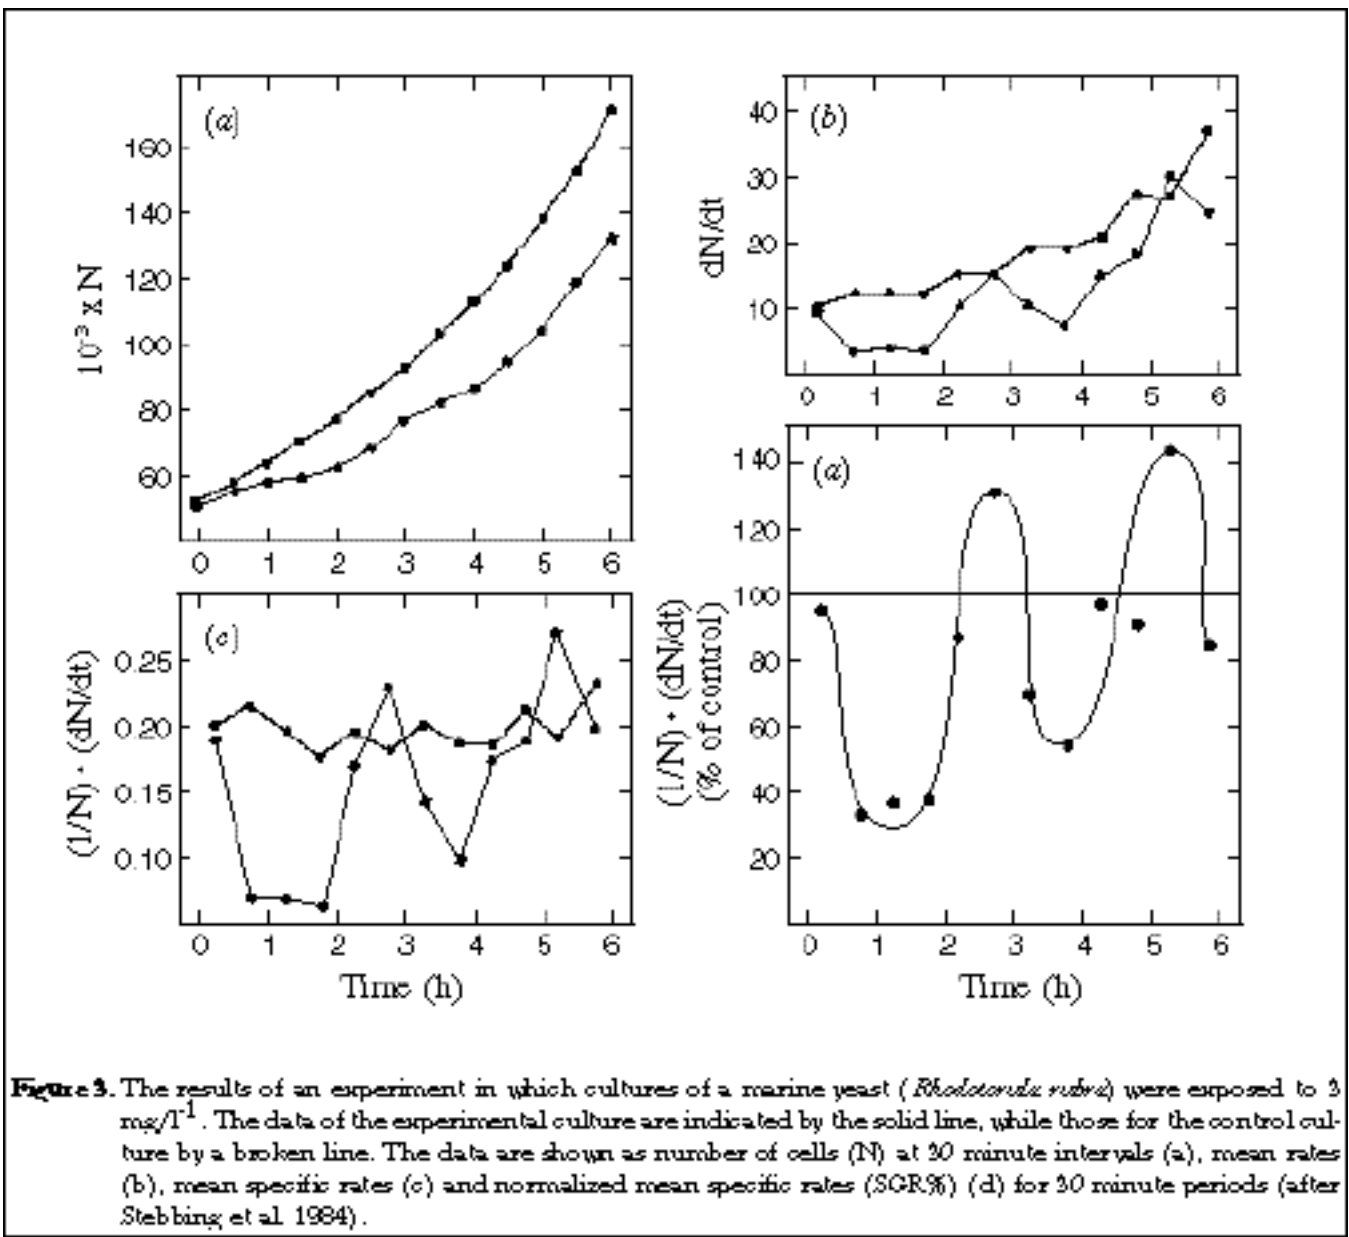 (a)
160
140
120
100
80
60
10⁻³ x N
0 1 2 3 4 5 6
(b)
40
30
20
10
dN/dt
0 1 2 3 4 5 6
(c)
0.25
0.20
0.15
0.10
(1/N) · (dN/dt)
0 1 2 3 4 5 6
Time (h)
(a)
140
120
100
80
60
40
20
(1/N) · (dN/dt)
(% of control)
0 1 2 3 4 5 6
Time (h)
Figure 3. The results of an experiment in which cultures of a marine yeast (Rhodotorula rubra) were exposed to 3
mg/l⁻¹. The data of the experimental culture are indicated by the solid line, while those for the control cul-
ture by a broken line. The data are shown as number of cells (N) at 30 minute intervals (a), mean rates
(b), mean specific rates (c) and normalized mean specific rates (SGR%) (d) for 30 minute periods (after
Stebbing et al. 1984).